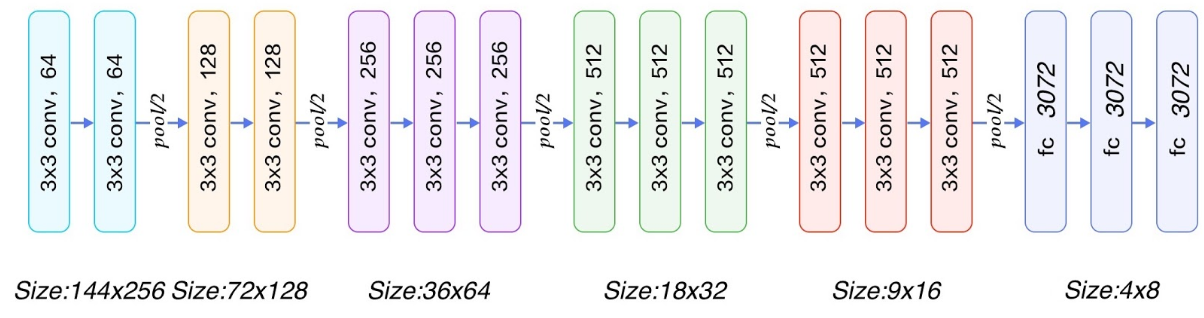 3x3 conv, 64
3x3 conv, 64
pool/2
3x3 conv, 128
3x3 conv, 128
pool/2
3x3 conv, 256
3x3 conv, 256
3x3 conv, 256
pool/2
3x3 conv, 512
3x3 conv, 512
3x3 conv, 512
pool/2
3x3 conv, 512
3x3 conv, 512
3x3 conv, 512
pool/2
fc 3072
fc 3072
fc 3072
Size:144x256
Size:72x128
Size:36x64
Size:18x32
Size:9x16
Size:4x8